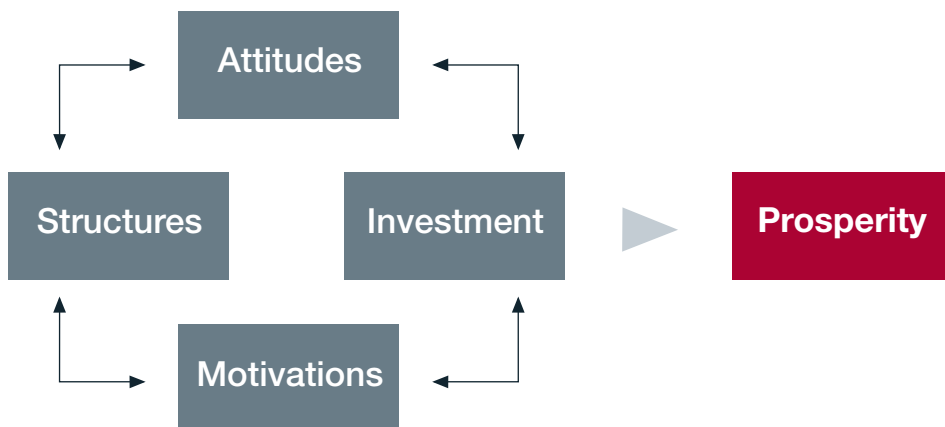 Attitudes
Structures
Investment
Prosperity
Motivations